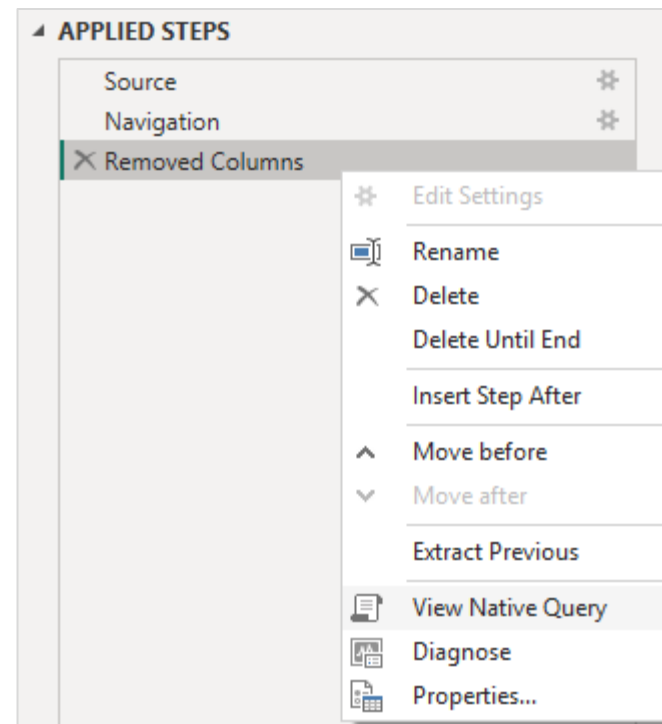 APPLIED STEPS
Source
Navigation
Removed Columns
Edit Settings
Rename
Delete
Delete Until End
Insert Step After
Move before
Move after
Extract Previous
View Native Query
Diagnose
Properties...